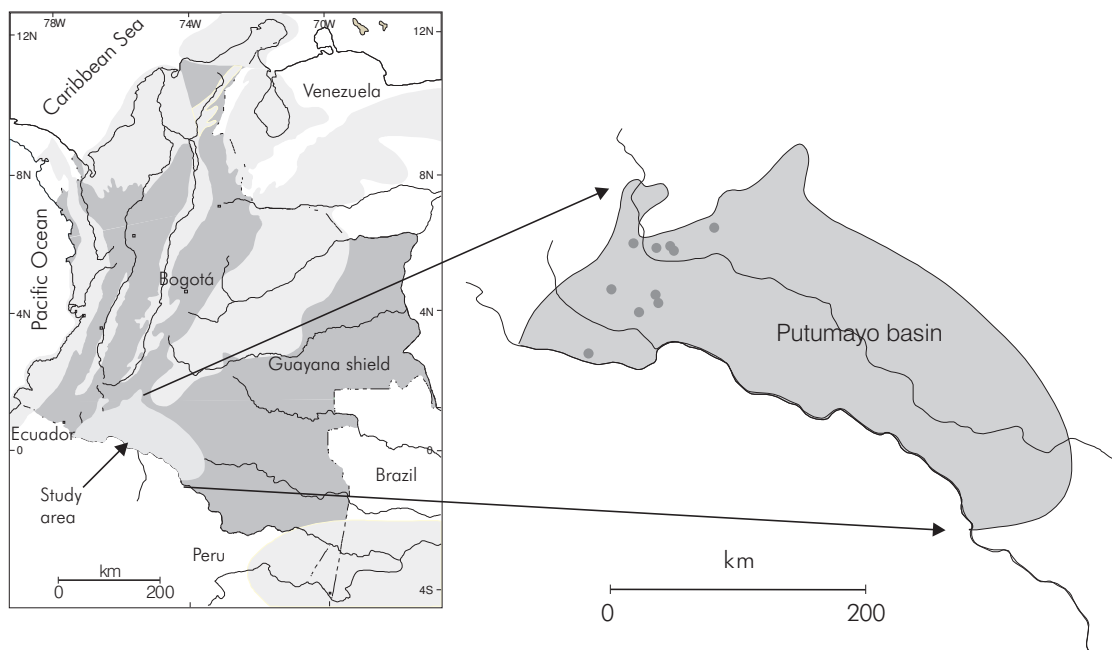 78W
74W
70W
12N
12N
Caribbean Sea
Venezuela
8N
8N
Pacific Ocean
Bogotá
4N
4N
Guayana shield
Ecuador
0
0
Brazil
Study
area
Peru
km
0
200
4S
Putumayo basin
km
0
200